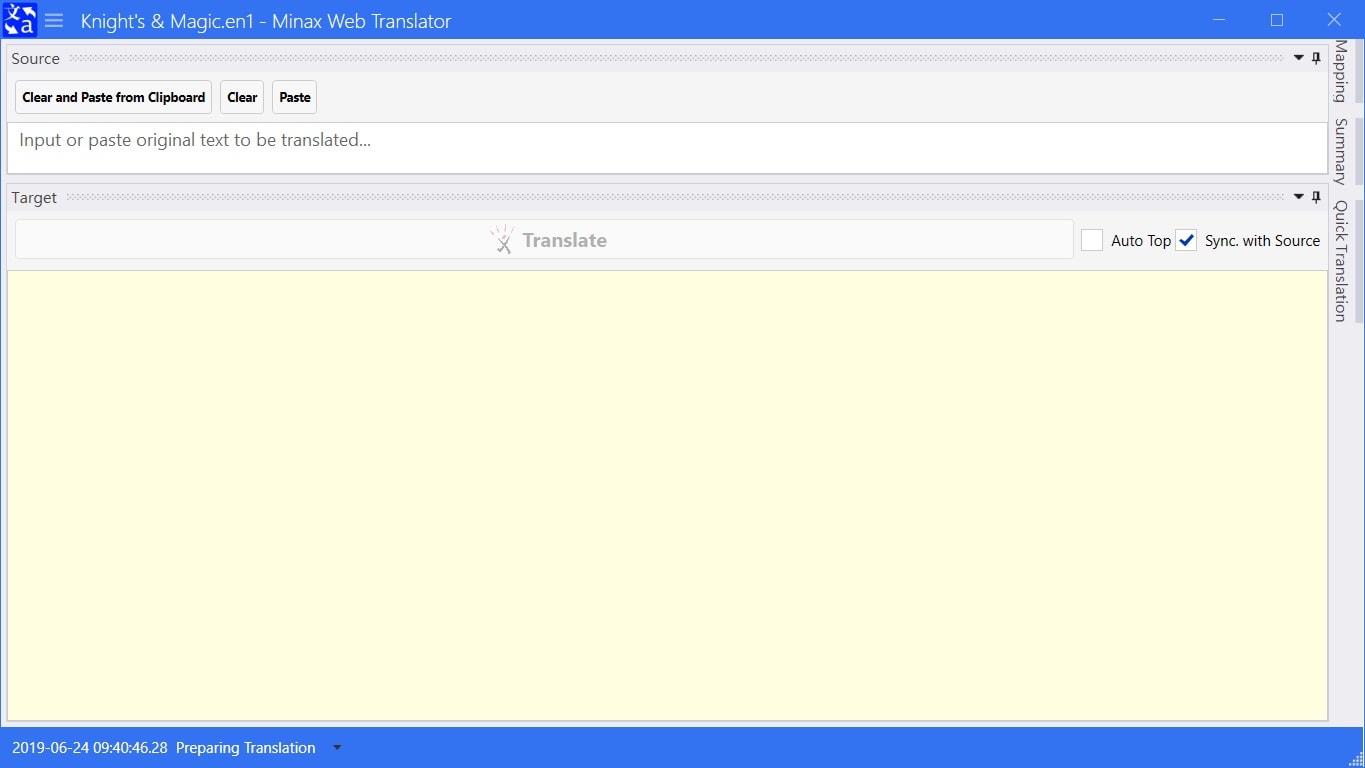 Knight's & Magic.en1 - Minax Web Translator
Source
Clear and Paste from Clipboard Clear Paste
Input or paste original text to be translated...
Target
Translate Auto Top Sync. with Source
Mapping
Summary
Quick Translation
2019-06-24 09:40:46.28 Preparing Translation